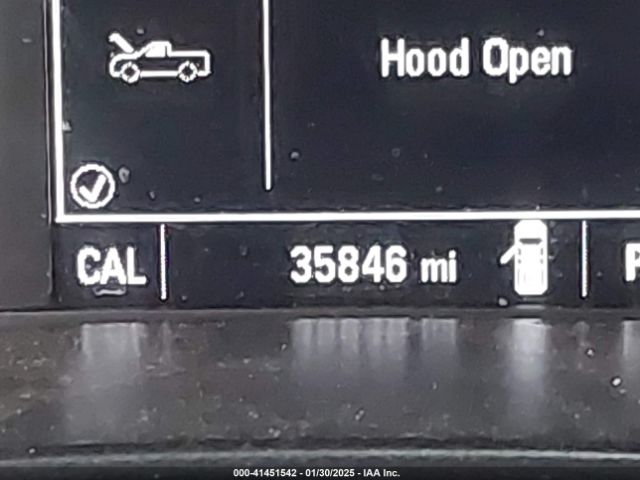 Hood Open
CAL 35846 mi P
000-41451542 - 01/30/2025 - IAA Inc.